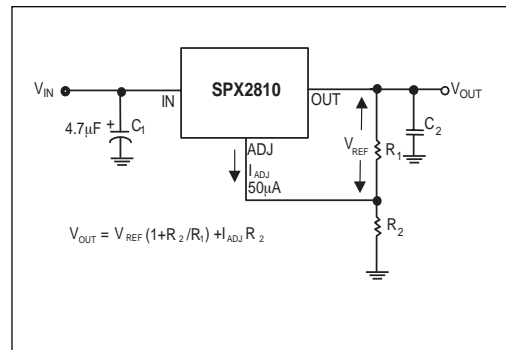 SPX2810
V_IN
IN
OUT
V_OUT
4.7µF + C_1
ADJ
I_ADJ
50µA
V_REF
R_1
C_2
R_2
V_OUT = V_REF (1+R_2/R_1) +I_ADJ R_2